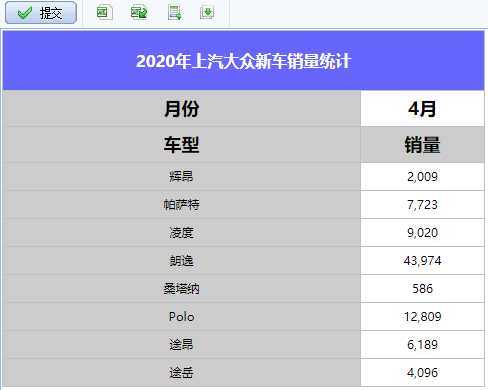 提交
2020年上汽大众新车销量统计
月份 4月
车型 销量
辉昂 2,009
帕萨特 7,723
凌度 9,020
朗逸 43,974
桑塔纳 586
Polo 12,809
途昂 6,189
途岳 4,096